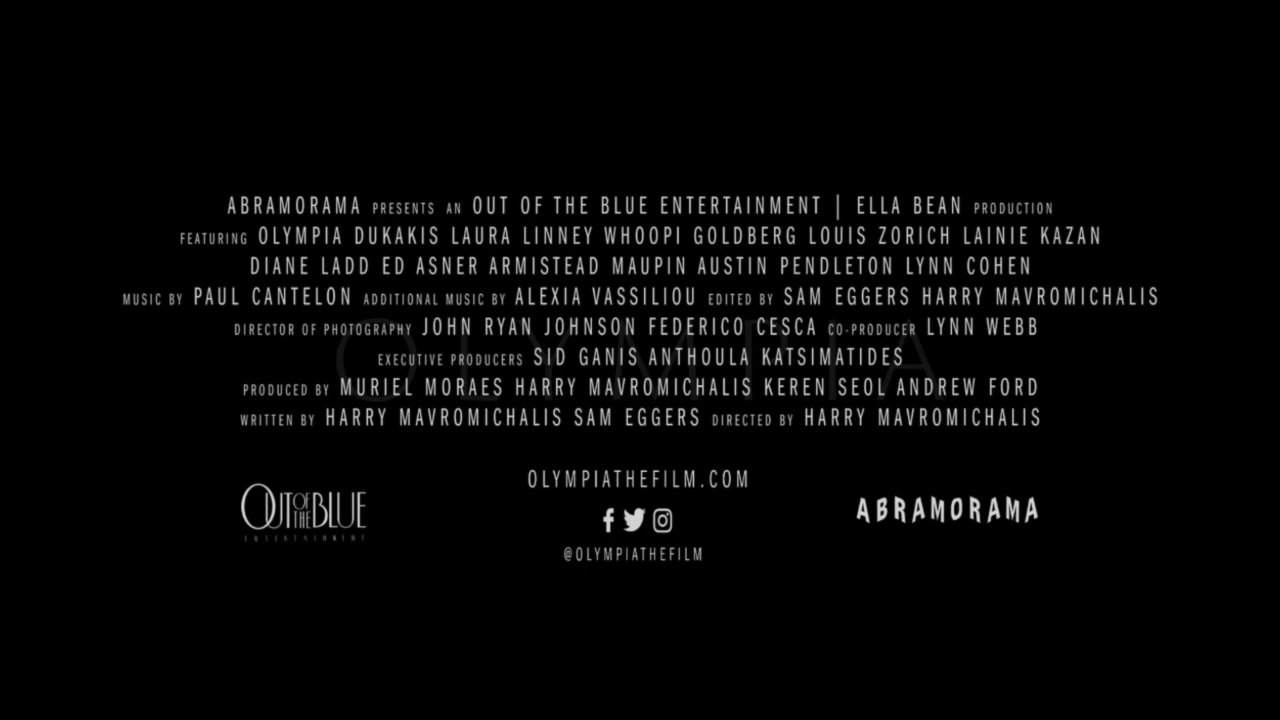 ABRAMORAMA PRESENTS AN OUT OF THE BLUE ENTERTAINMENT | ELLA BEAN PRODUCTION
FEATURING OLYMPIA DUKAKIS LAURA LINNEY WHOOPI GOLDBERG LOUIS ZORICH LAINIE KAZAN
DIANE LADD ED ASNER ARMISTEAD MAUPIN AUSTIN PENDLETON LYNN COHEN
MUSIC BY PAUL CANTELON ADDITIONAL MUSIC BY ALEXIA VASSILIOU EDITED BY SAM EGGERS HARRY MAVROMICHALIS
DIRECTOR OF PHOTOGRAPHY JOHN RYAN JOHNSON FEDERICO CESCA CO-PRODUCER LYNN WEBB
OLYMPIA
EXECUTIVE PRODUCERS SID GANIS ANTHOULA KATSIMATIDES
PRODUCED BY MURIEL MORAES HARRY MAVROMICHALIS KEREN SEOL ANDREW FORD
WRITTEN BY HARRY MAVROMICHALIS SAM EGGERS DIRECTED BY HARRY MAVROMICHALIS
OLYMPIATHEFILM.COM
OUT OF THE BLUE
ENTERTAINMENT
ABRAMORAMA
@OLYMPIATHEFILM